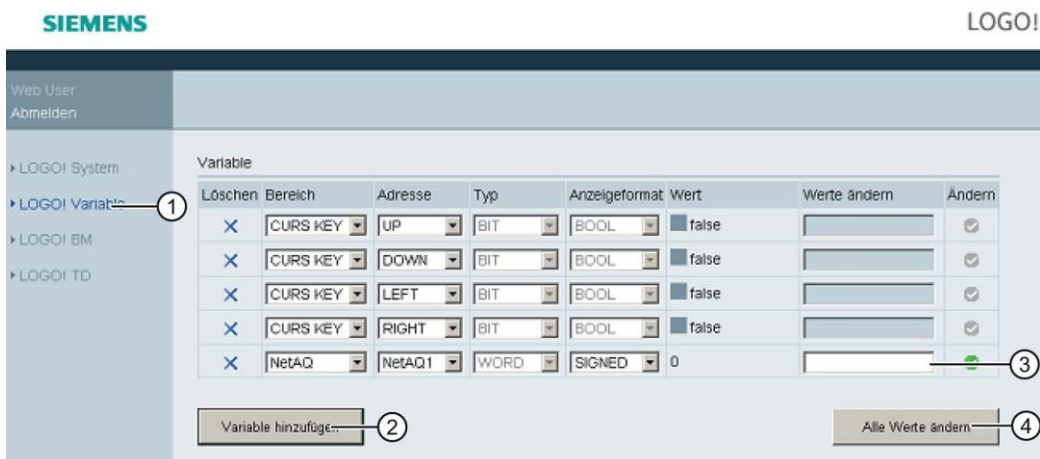 SIEMENS
LOGO!
Web User
Abmelden
LOGO! System
LOGO! Variable
LOGO! BM
LOGO! TD
1
Variable
Löschen Bereich Adresse Typ Anzeigeformat Wert Werte ändern Ändern
CURS KEY UP BIT BOOL false
CURS KEY DOWN BIT BOOL false
CURS KEY LEFT BIT BOOL false
CURS KEY RIGHT BIT BOOL false
NetAQ NetAQ1 WORD SIGNED 0
3
Variable hinzufügen
2
Alle Werte ändern
4